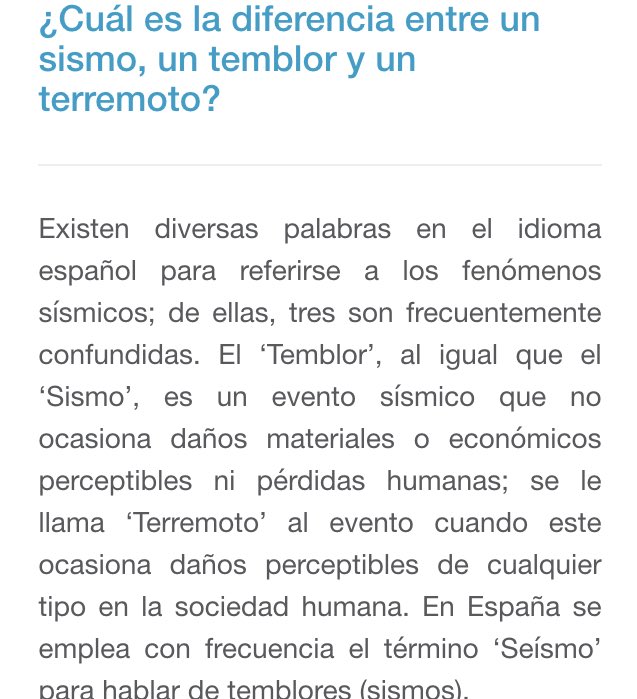 ¿Cuál es la diferencia entre un
sismo, un temblor y un
terremoto?
Existen diversas palabras en el idioma
español para referirse a los fenómenos
sísmicos; de ellas, tres son frecuentemente
confundidas. El ‘Temblor’, al igual que el
‘Sismo’, es un evento sísmico que no
ocasiona daños materiales o económicos
perceptibles ni pérdidas humanas; se le
llama ‘Terremoto’ al evento cuando este
ocasiona daños perceptibles de cualquier
tipo en la sociedad humana. En España se
emplea con frecuencia el término ‘Seísmo’
para hablar de temblores (sismos).